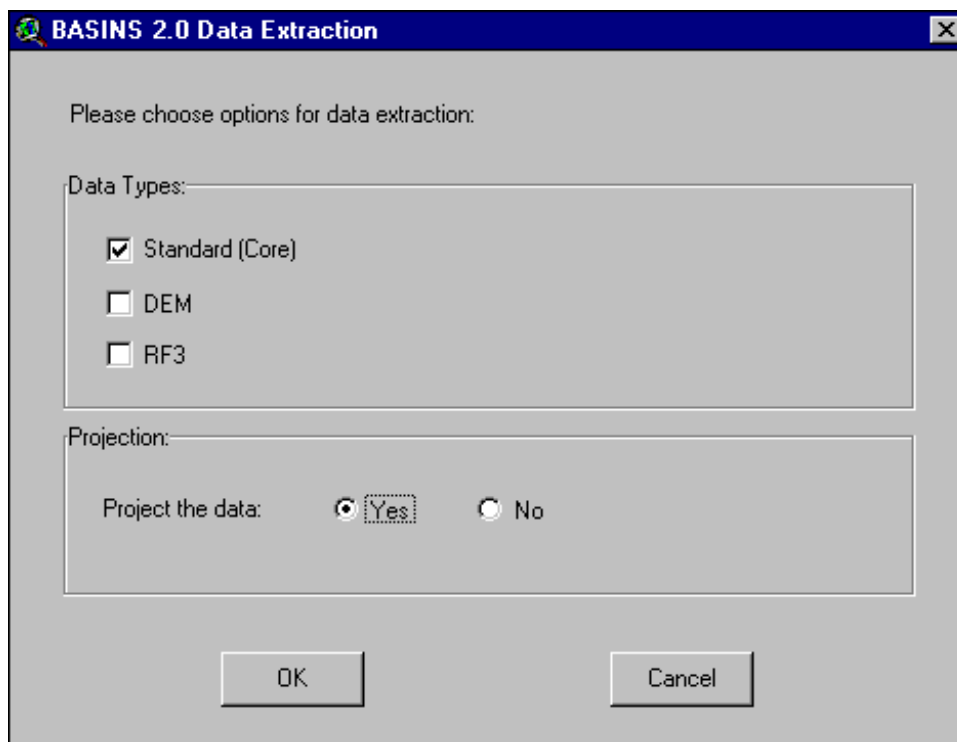 BASINS 2.0 Data Extraction
Please choose options for data extraction:
Data Types:
Standard (Core)
DEM
RF3
Projection:
Project the data: Yes No
OK Cancel